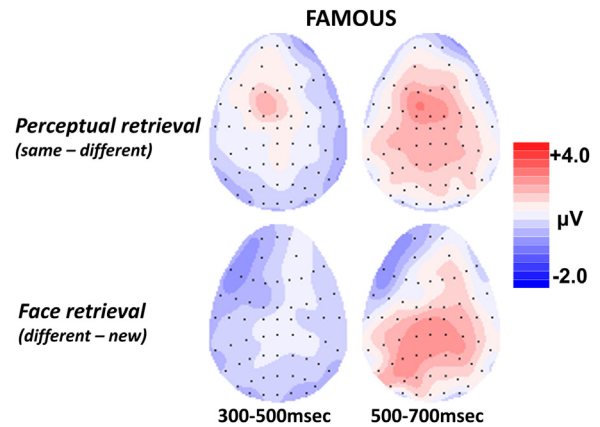 FAMOUS
Perceptual retrieval
(same – different)
+4.0
μV
-2.0
Face retrieval
(different – new)
300-500msec 500-700msec